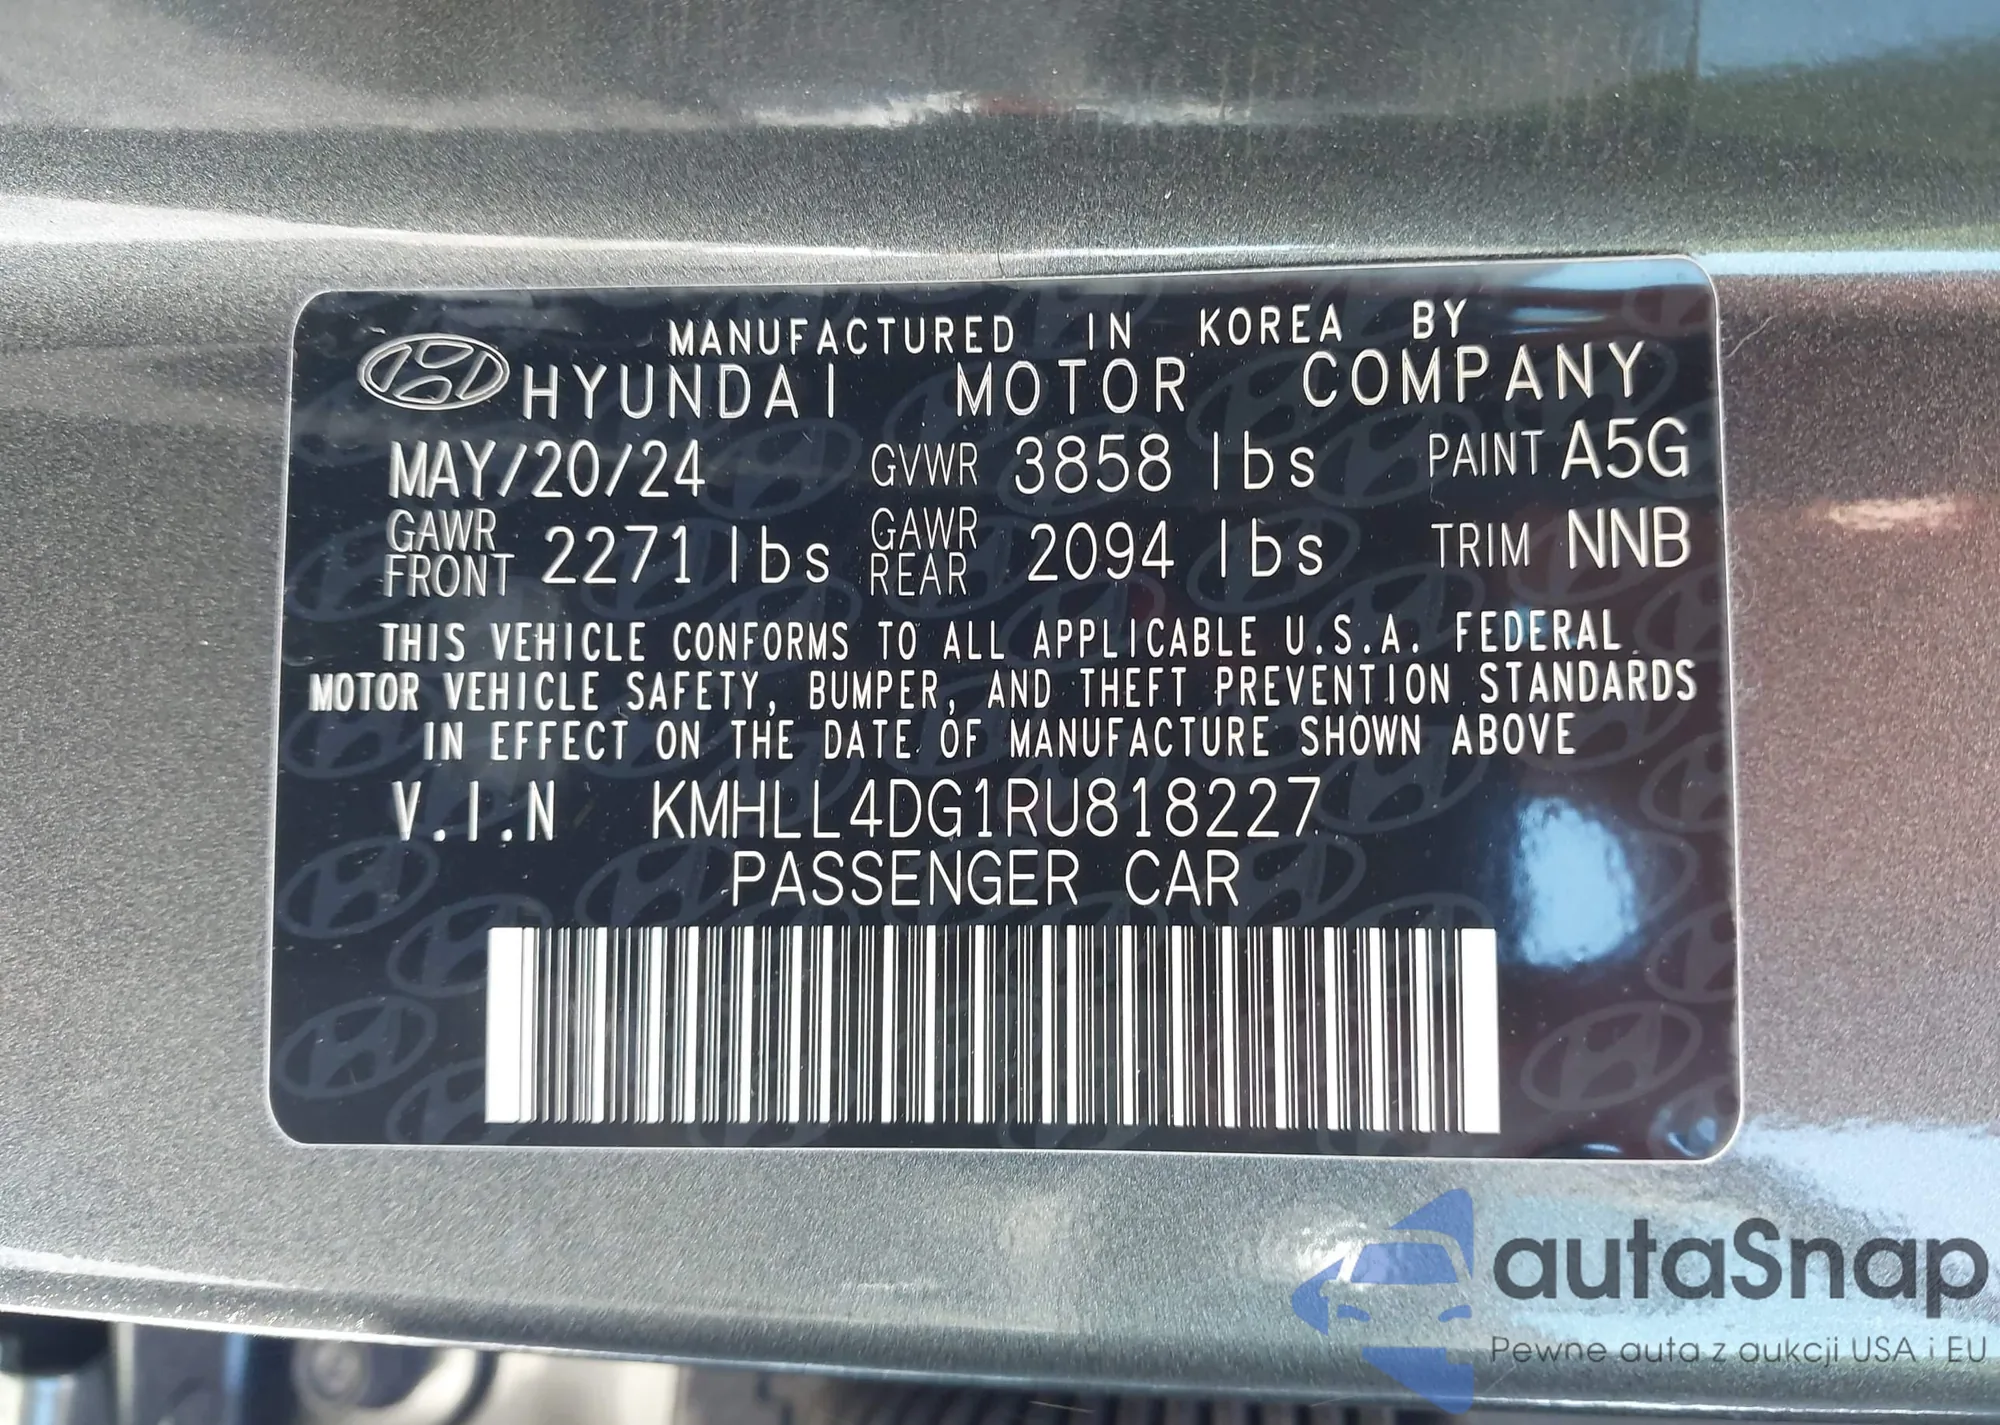 MANUFACTURED IN KOREA BY
HYUNDAI MOTOR COMPANY
MAY/20/24 GVWR 3858 lbs PAINT A5G
GAWR FRONT 2271 lbs GAWR REAR 2094 lbs TRIM NNB
THIS VEHICLE CONFORMS TO ALL APPLICABLE U.S.A. FEDERAL
MOTOR VEHICLE SAFETY, BUMPER, AND THEFT PREVENTION STANDARDS
IN EFFECT ON THE DATE OF MANUFACTURE SHOWN ABOVE
V.I.N KMHLL4DG1RU818227
PASSENGER CAR
autaSnap
Pewne auta z aukcji USA i EU